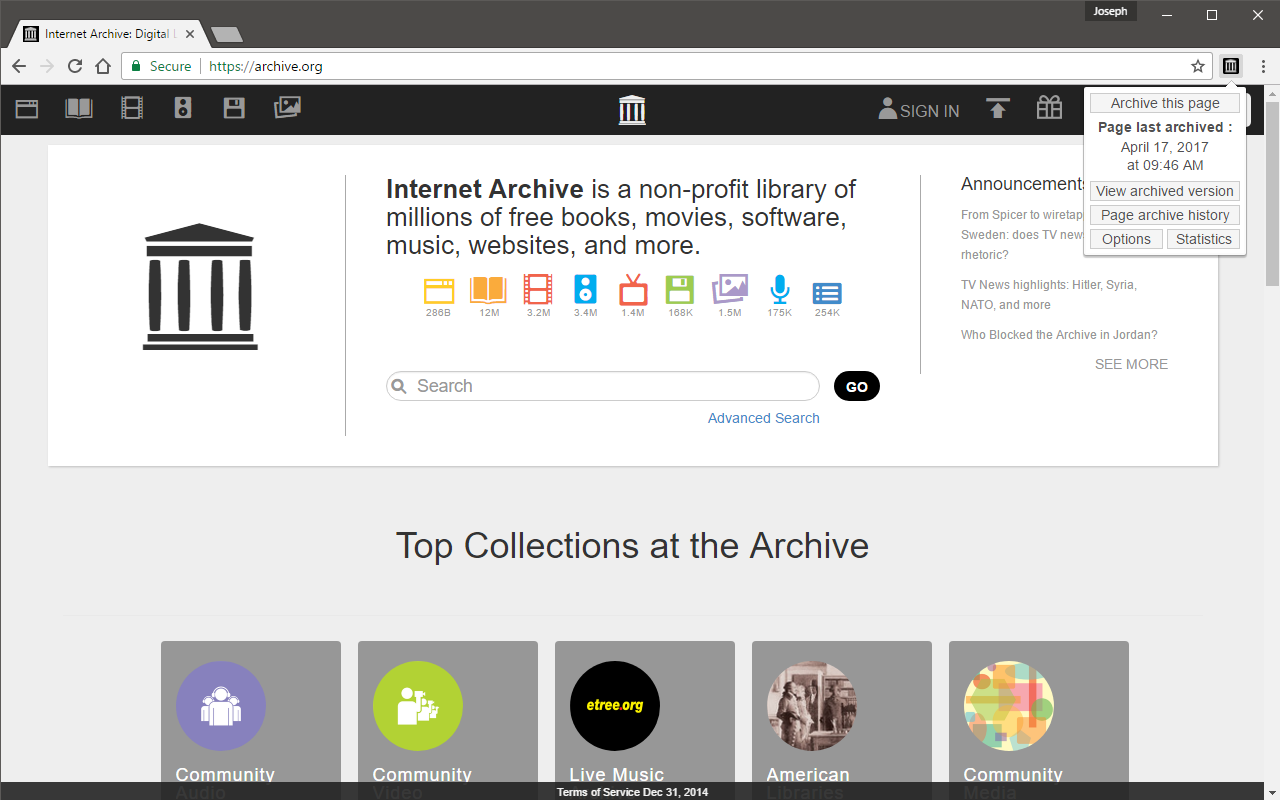 Joseph
Internet Archive: Digital L
Secure
https://archive.org
SIGN IN
Archive this page
Page last archived :
April 17, 2017
at 09:46 AM
View archived version
Page archive history
Options
Statistics
Internet Archive is a non-profit library of
millions of free books, movies, software,
music, websites, and more.
286B 12M 3.2M 3.4M 1.4M 168K 1.5M 175K 254K
Search
GO
Advanced Search
Announcements
From Spicer to wiretap
Sweden: does TV news
rhetoric?
TV News highlights: Hitler, Syria,
NATO, and more
Who Blocked the Archive in Jordan?
SEE MORE
Top Collections at the Archive
etree.org
Community
Audio
Community
Video
Live Music
American
Libraries
Community
Media
Terms of Service Dec 31, 2014